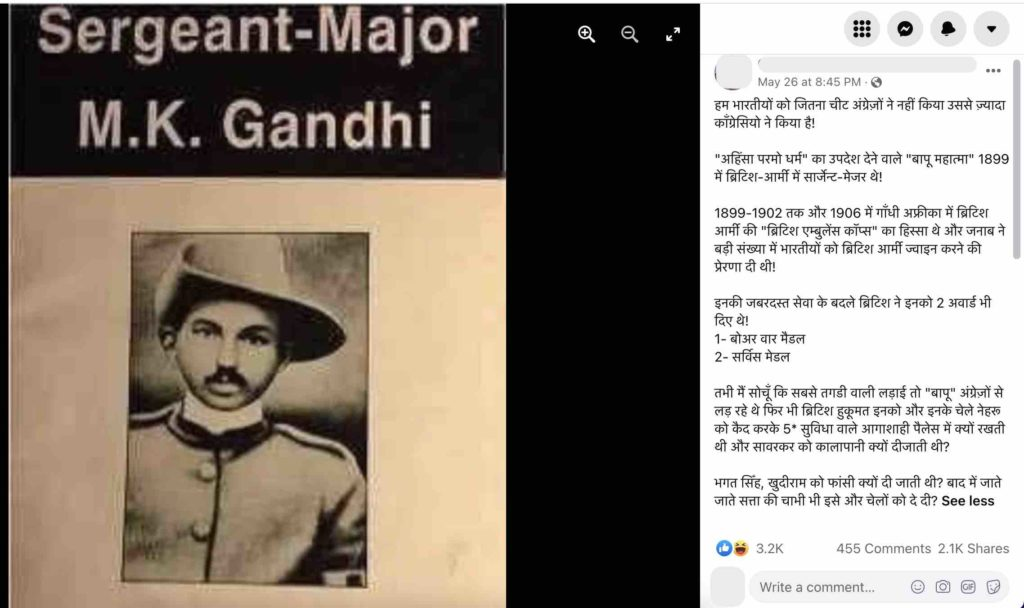 Sergeant-Major
M.K. Gandhi
May 26 at 8:45 PM ·
हम भारतीयों को जितना चीट अंग्रेज़ों ने नहीं किया उससे ज़्यादा
काँग्रेसियो ने किया है!
"अहिंसा परमो धर्म" का उपदेश देने वाले "बापू महात्मा" 1899
में ब्रिटिश-आर्मी में सार्जेन्ट-मेजर थे!
1899-1902 तक और 1906 में गाँधी अफ्रीका में ब्रिटिश
आर्मी की "ब्रिटिश एम्बुलेंस कॉप्स" का हिस्सा थे और जनाब ने
बड़ी संख्या में भारतीयों को ब्रिटिश आर्मी ज्वाइन करने की
प्रेरणा दी थी!
इनकी जबरदस्त सेवा के बदले ब्रिटिश ने इनको 2 अवार्ड भी
दिए थे!
1- बोअर वार मैडल
2- सर्विस मेडल
तभी मैं सोचूँ कि सबसे तगडी वाली लड़ाई तो "बापू" अंग्रेज़ों से
लड़ रहे थे फिर भी ब्रिटिश हुकूमत इनको और इनके चेले नेहरू
को कैद करके 5* सुविधा वाले आगाशाही पैलेस में क्यों रखती
थी और सावरकर को कालापानी क्यों दीजाती थी?
भगत सिँह, खुदीराम को फांसी क्यों दी जाती थी? बाद में जाते
जाते सत्ता की चाभी भी इसे और चेलों को दे दी? See less
3.2K 455 Comments 2.1K Shares
Write a comment...
GIF